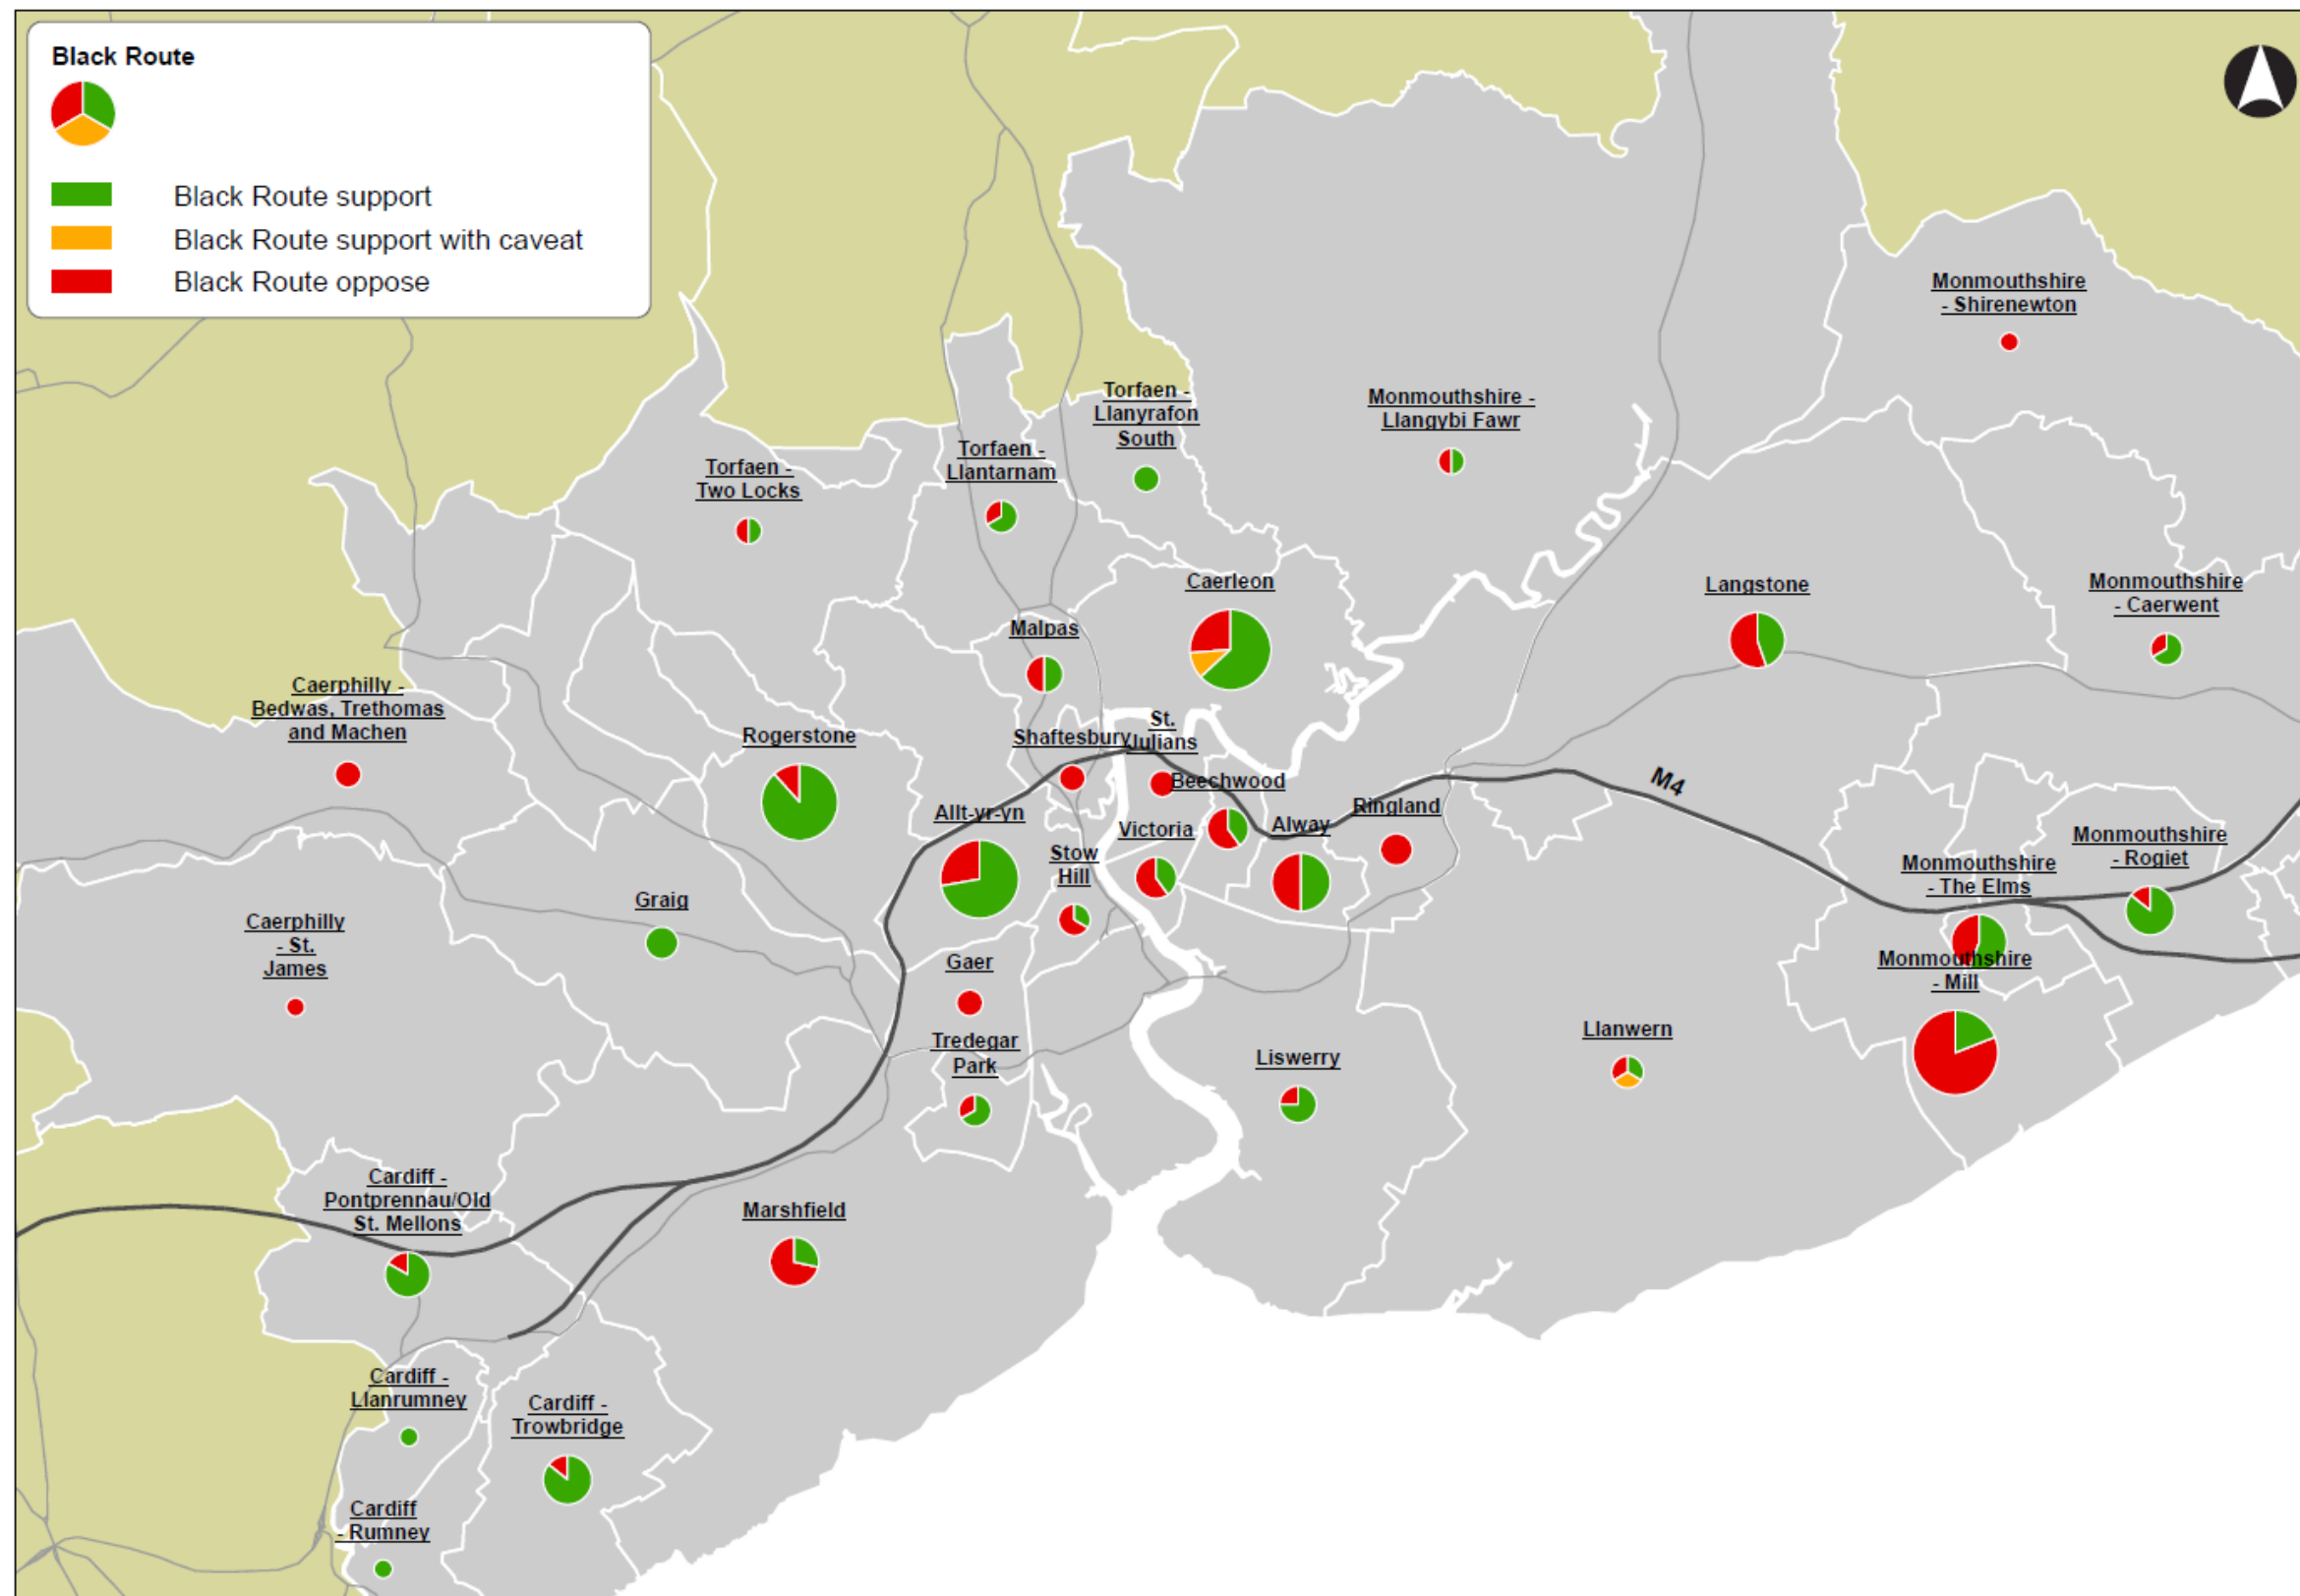 Black Route
Black Route support
Black Route support with caveat
Black Route oppose
Monmouthshire
- Shirenewton
Torfaen -
Llanyrafon
South
Monmouthshire -
Llangybi Fawr
Torfaen -
Llantarnam
Torfaen -
Two Locks
Caerleon
Langstone
Monmouthshire
- Caerwent
Malpas
Caerphilly -
Bedwas, Trethomas
and Machen
Rogerstone
Shaftesbury
St.
Julians
Beechwood
M4
Ringland
Allt-yr-yn
Victoria
Alway
Stow
Hill
Monmouthshire
- Rogiet
Monmouthshire
- The Elms
Graig
Caerphilly
- St.
James
Gaer
Monmouthshire
- Mill
Tredegar
Park
Llanwern
Liswerry
Cardiff -
Pontprennau/Old
St. Mellons
Marshfield
Cardiff -
Llanrumney
Cardiff -
Trowbridge
Cardiff
- Rumney